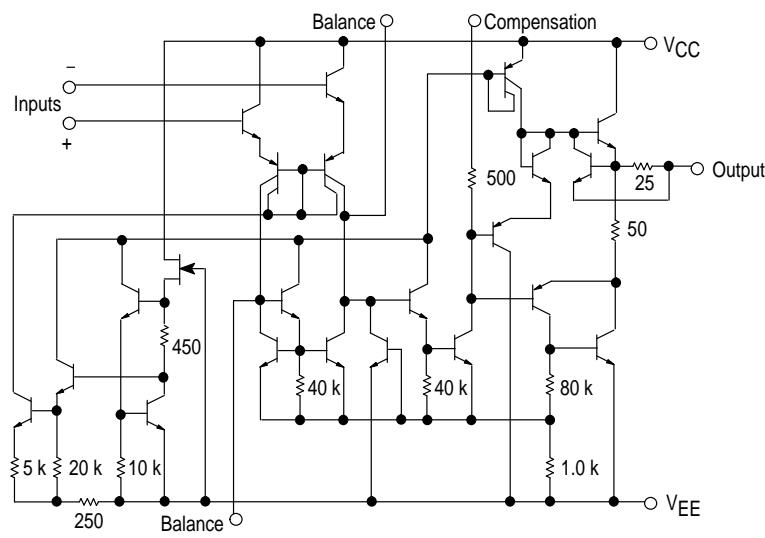 Balance
Compensation
VCC
−
Inputs
+
500
25
Output
50
450
40 k
40 k
80 k
5 k
20 k
10 k
1.0 k
250
Balance
VEE